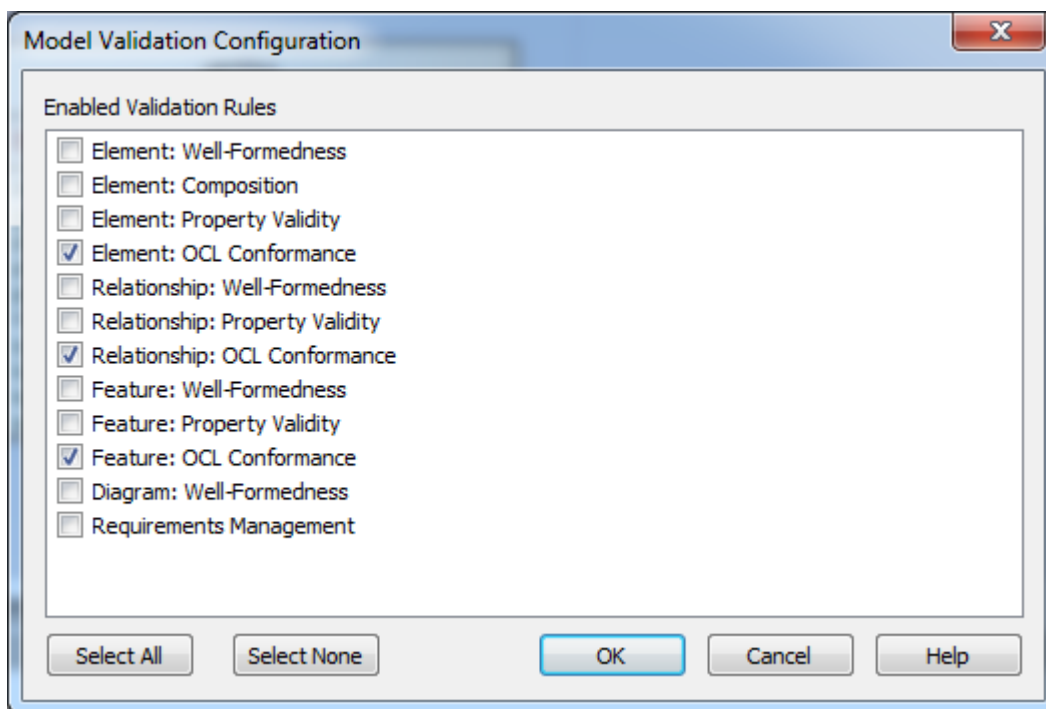 Model Validation Configuration
Enabled Validation Rules
Element: Well-Formedness
Element: Composition
Element: Property Validity
Element: OCL Conformance
Relationship: Well-Formedness
Relationship: Property Validity
Relationship: OCL Conformance
Feature: Well-Formedness
Feature: Property Validity
Feature: OCL Conformance
Diagram: Well-Formedness
Requirements Management
Select All Select None OK Cancel Help